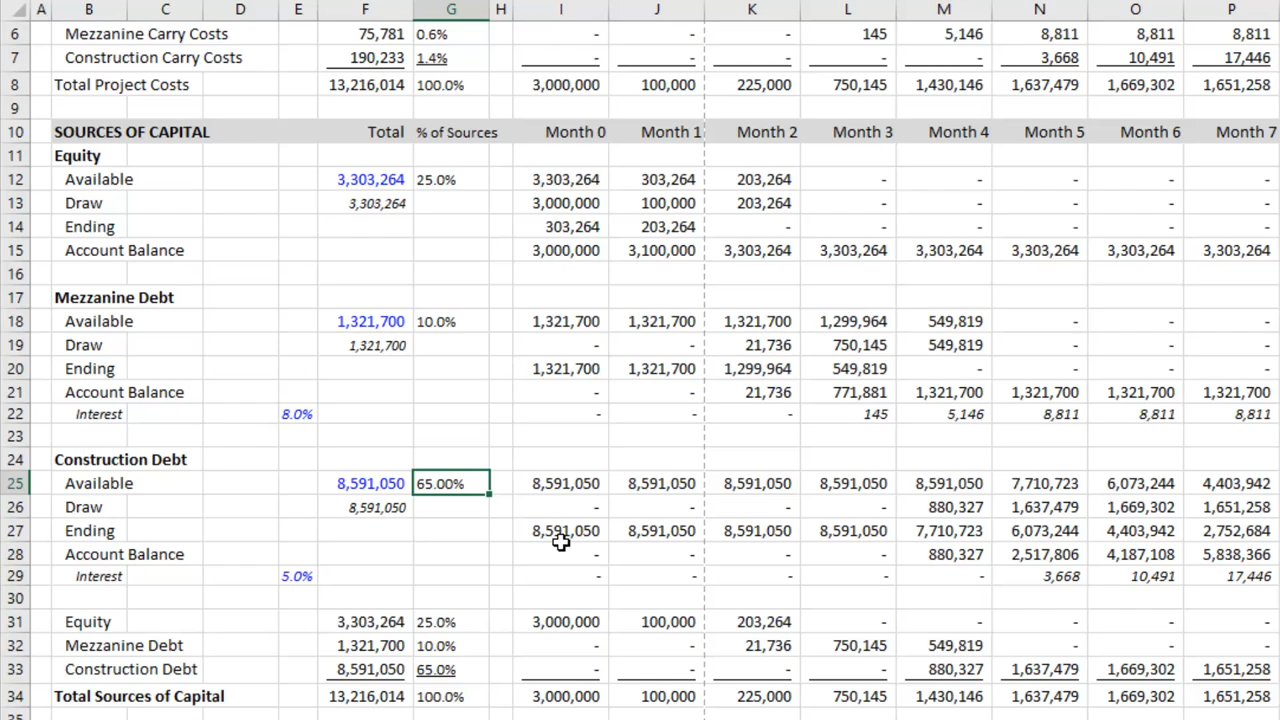 A B C D E F G H I J K L M N O P
6 Mezzanine Carry Costs 75,781 0.6% - - - 145 5,146 8,811 8,811 8,811
7 Construction Carry Costs 190,233 1.4% - - - - - 3,668 10,491 17,446
8 Total Project Costs 13,216,014 100.0% 3,000,000 100,000 225,000 750,145 1,430,146 1,637,479 1,669,302 1,651,258
9
10 SOURCES OF CAPITAL Total % of Sources Month 0 Month 1 Month 2 Month 3 Month 4 Month 5 Month 6 Month 7
11 Equity
12 Available 3,303,264 25.0% 3,303,264 303,264 203,264 - - - - -
13 Draw 3,303,264 3,000,000 100,000 203,264 - - - - -
14 Ending 303,264 203,264 - - - - - -
15 Account Balance 3,000,000 3,100,000 3,303,264 3,303,264 3,303,264 3,303,264 3,303,264 3,303,264
16
17 Mezzanine Debt
18 Available 1,321,700 10.0% 1,321,700 1,321,700 1,321,700 1,299,964 549,819 - - -
19 Draw 1,321,700 - - 21,736 750,145 549,819 - - -
20 Ending 1,321,700 1,321,700 1,299,964 549,819 - - - -
21 Account Balance - - 21,736 771,881 1,321,700 1,321,700 1,321,700 1,321,700
22 Interest 8.0% - - - 145 5,146 8,811 8,811 8,811
23
24 Construction Debt
25 Available 8,591,050 65.00% 8,591,050 8,591,050 8,591,050 8,591,050 8,591,050 7,710,723 6,073,244 4,403,942
26 Draw 8,591,050 - - - - 880,327 1,637,479 1,669,302 1,651,258
27 Ending 8,591,050 8,591,050 8,591,050 8,591,050 7,710,723 6,073,244 4,403,942 2,752,684
28 Account Balance - - - - 880,327 2,517,806 4,187,108 5,838,366
29 Interest 5.0% - - - - - 3,668 10,491 17,446
30
31 Equity 3,303,264 25.0% 3,000,000 100,000 203,264 - - - - -
32 Mezzanine Debt 1,321,700 10.0% - - 21,736 750,145 549,819 - - -
33 Construction Debt 8,591,050 65.0% - - - - 880,327 1,637,479 1,669,302 1,651,258
34 Total Sources of Capital 13,216,014 100.0% 3,000,000 100,000 225,000 750,145 1,430,146 1,637,479 1,669,302 1,651,258
35